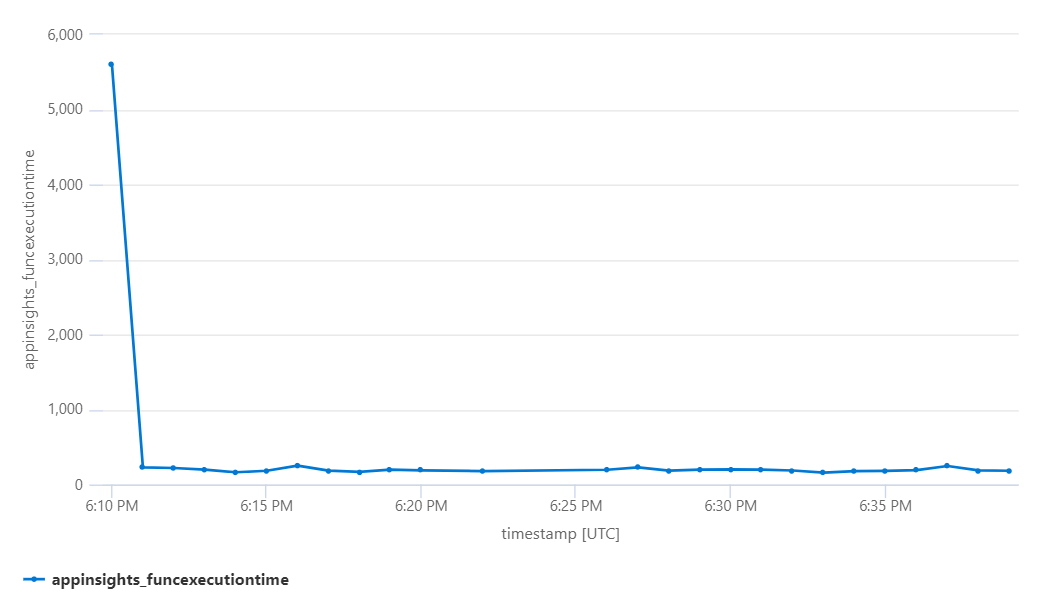 6,000
5,000
4,000
3,000
2,000
1,000
0
appinsights_funcexecutiontime
6:10 PM 6:15 PM 6:20 PM 6:25 PM 6:30 PM 6:35 PM
timestamp [UTC]
appinsights_funcexecutiontime